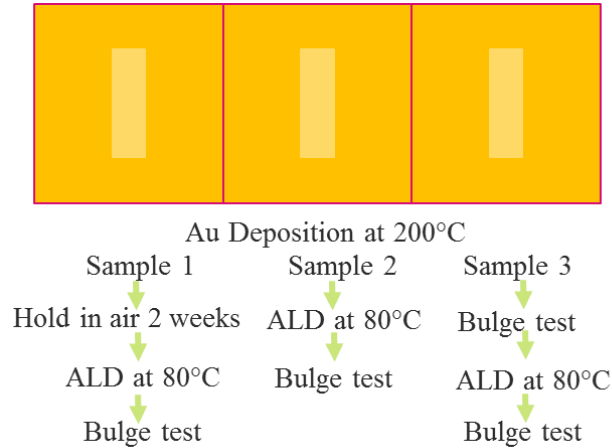 Au Deposition at 200°C
Sample 1 Sample 2 Sample 3
Hold in air 2 weeks ALD at 80°C Bulge test
ALD at 80°C Bulge test ALD at 80°C
Bulge test Bulge test